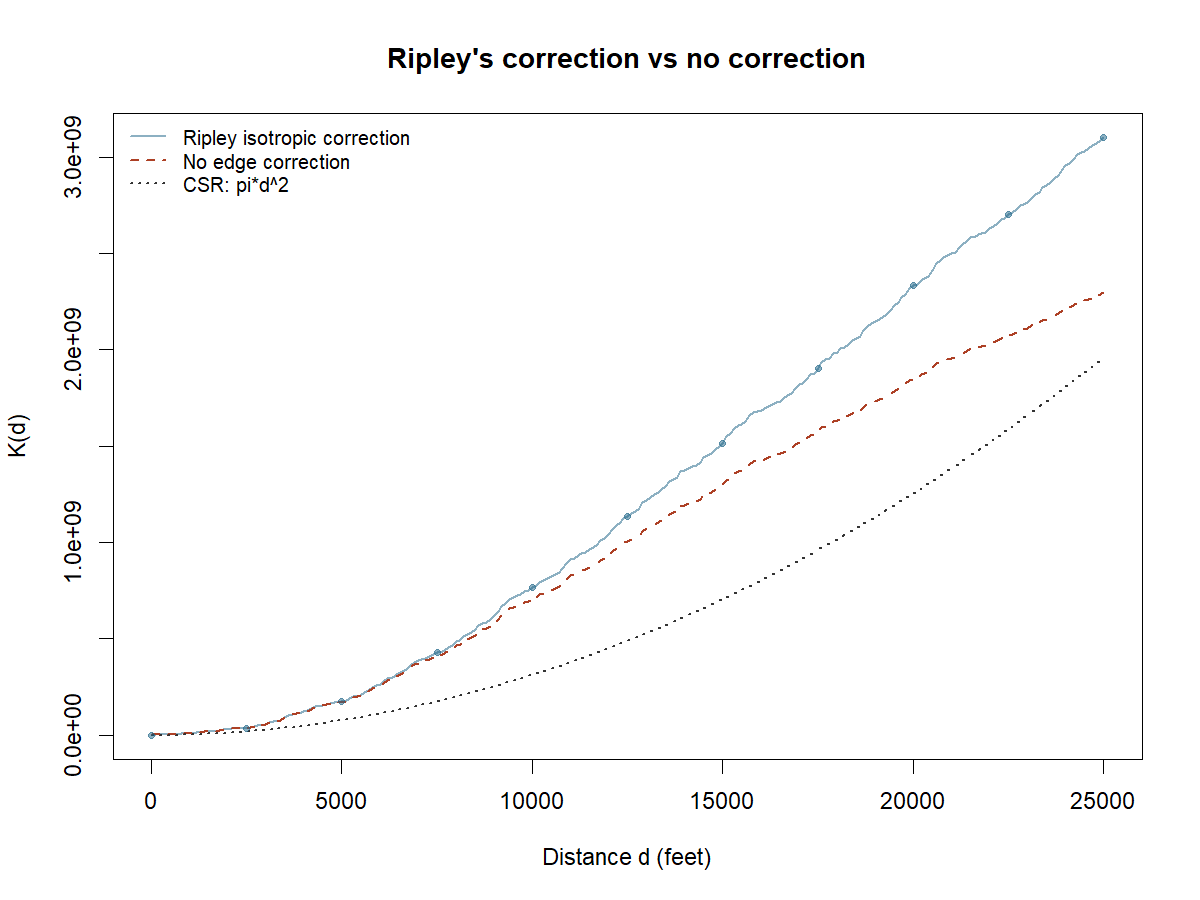 Ripley's correction vs no correction
Ripley isotropic correction
No edge correction
CSR: pi*d^2
K(d)
3.0e+09
2.0e+09
1.0e+09
0.0e+00
0 5000 10000 15000 20000 25000
Distance d (feet)